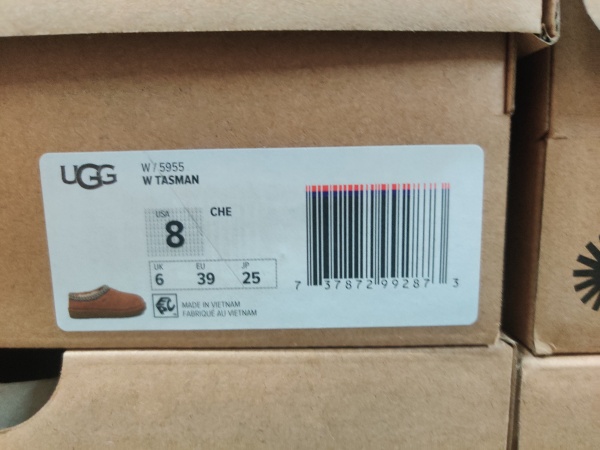 UGG
W / 5955
W TASMAN
USA
8
CHE
UK EU JP
6 39 25
MADE IN VIETNAM
FABRIQUÉ AU VIETNAM
7 37872 99287 3